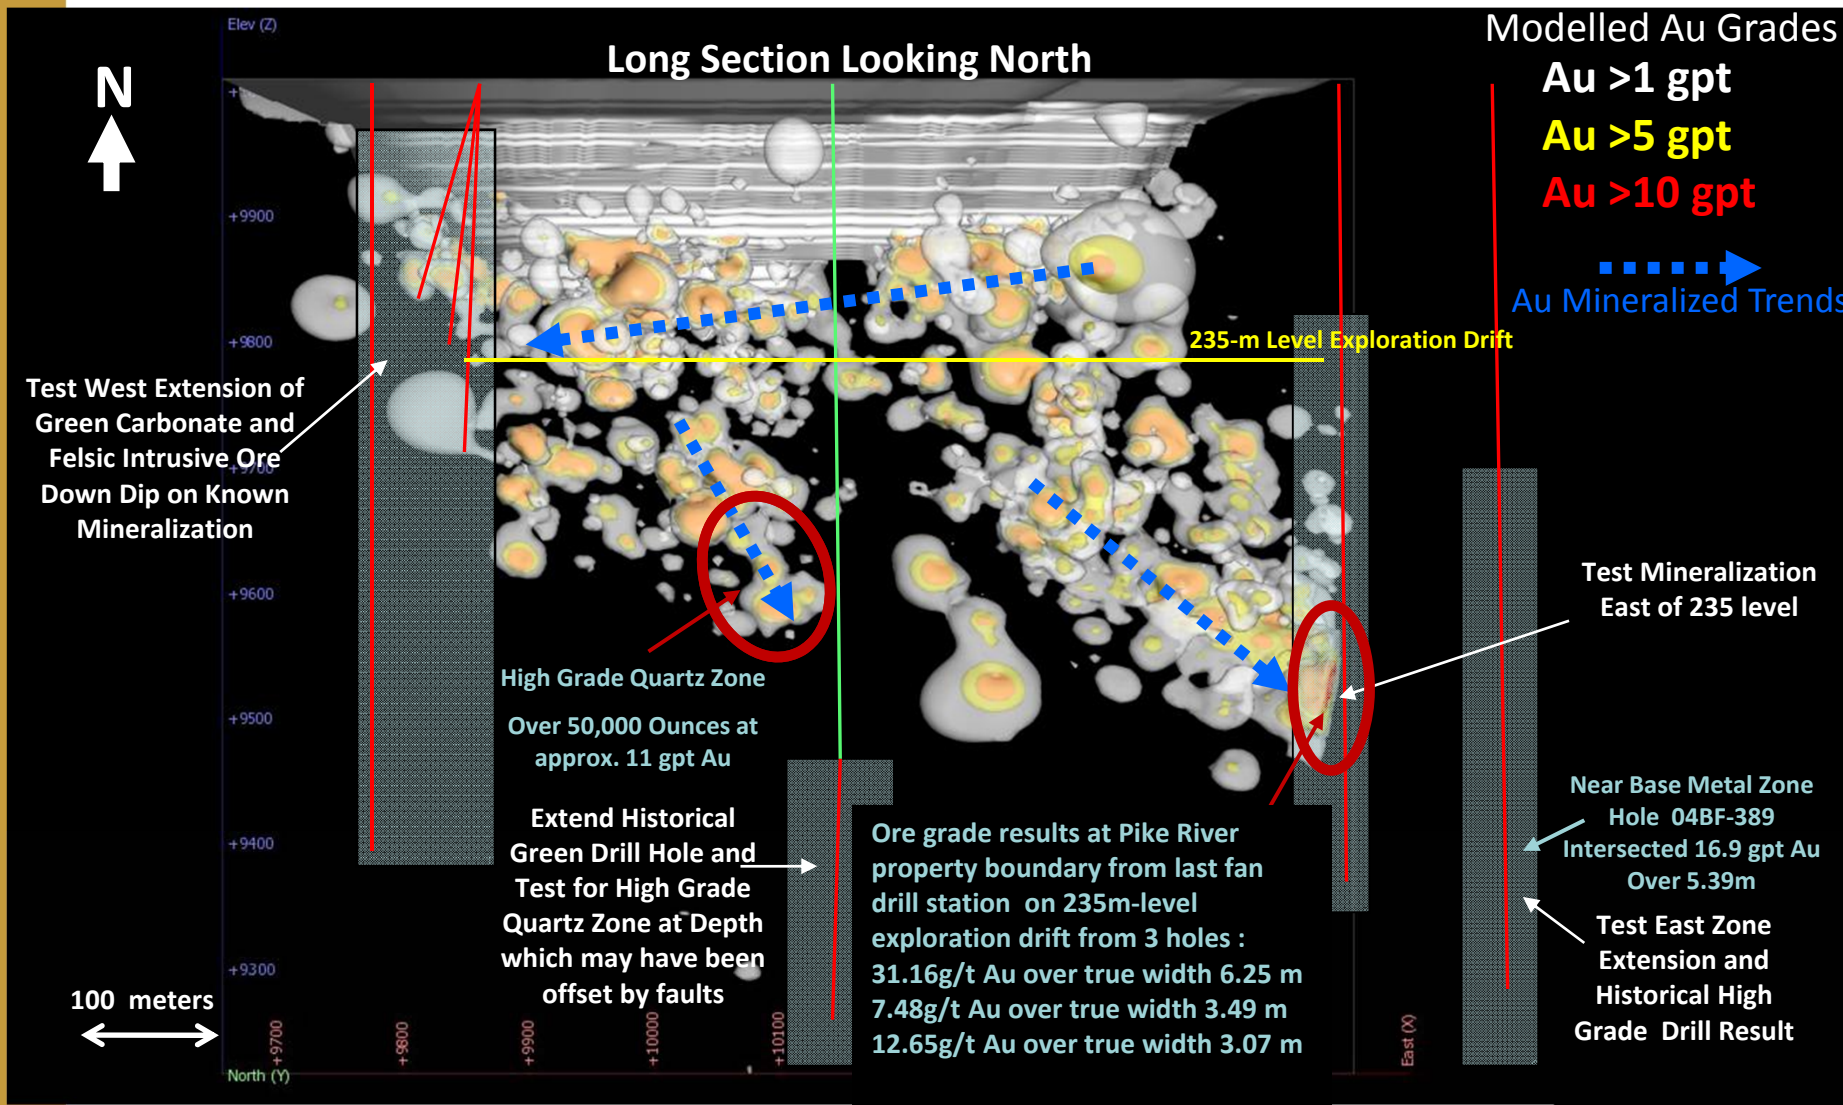 Elev (Z)
Long Section Looking North
N
Modelled Au Grades
Au >1 gpt
Au >5 gpt
Au >10 gpt
Au Mineralized Trends
+9900
+9800
+9700
+9600
+9500
+9400
+9300
235-m Level Exploration Drift
Test West Extension of
Green Carbonate and
Felsic Intrusive Ore
Down Dip on Known
Mineralization
High Grade Quartz Zone
Over 50,000 Ounces at
approx. 11 gpt Au
Extend Historical
Green Drill Hole and
Test for High Grade
Quartz Zone at Depth
which may have been
offset by faults
Ore grade results at Pike River
property boundary from last fan
drill station on 235m-level
exploration drift from 3 holes :
31.16g/t Au over true width 6.25 m
7.48g/t Au over true width 3.49 m
12.65g/t Au over true width 3.07 m
Test Mineralization
East of 235 level
Near Base Metal Zone
Hole 04BF-389
Intersected 16.9 gpt Au
Over 5.39m
Test East Zone
Extension and
Historical High
Grade Drill Result
100 meters
+9700
+9800
+9900
+10000
+10100
East (X)
North (Y)